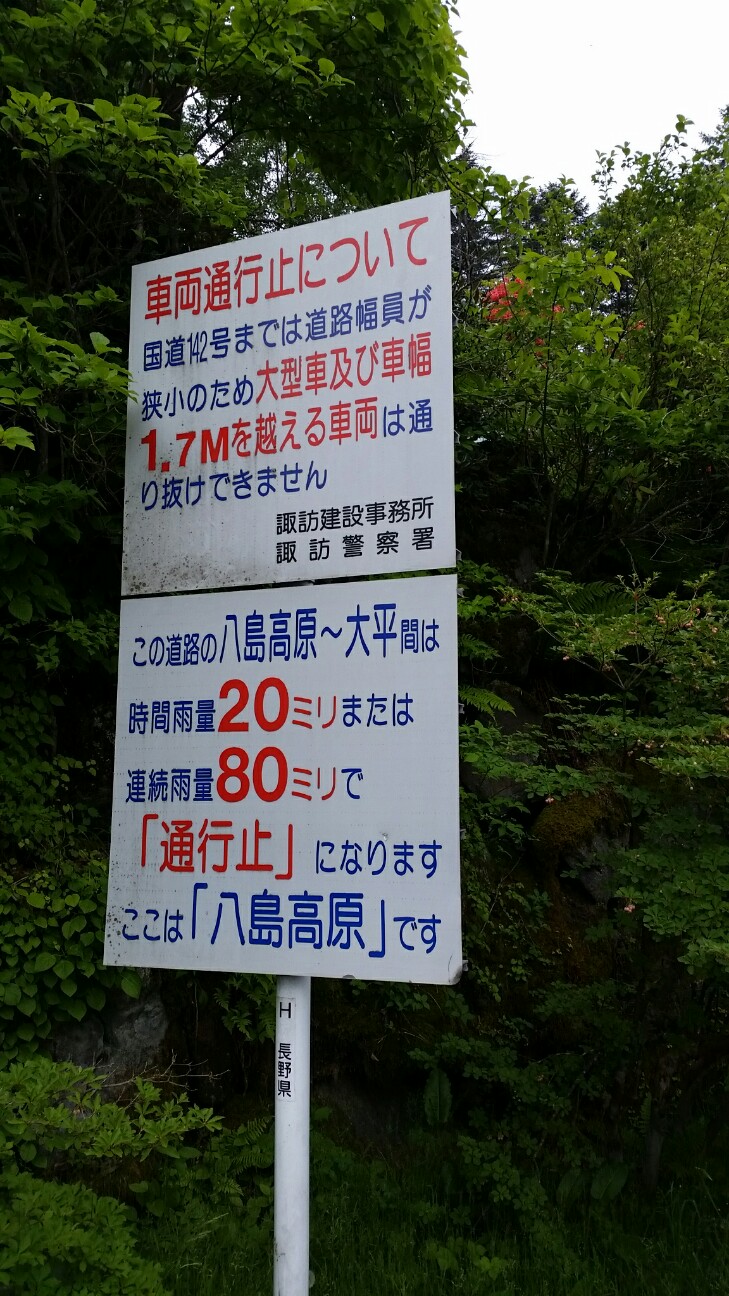 車両通行止について
国道142号までは道路幅員が
狭小のため大型車及び車幅
1.7Mを越える車両は通
り抜けできません
諏訪建設事務所
諏訪警察署
この道路の八島高原～大平間は
時間雨量20ミリまたは
連続雨量80ミリで
「通行止」になります
ここは「八島高原」です
H
長野県